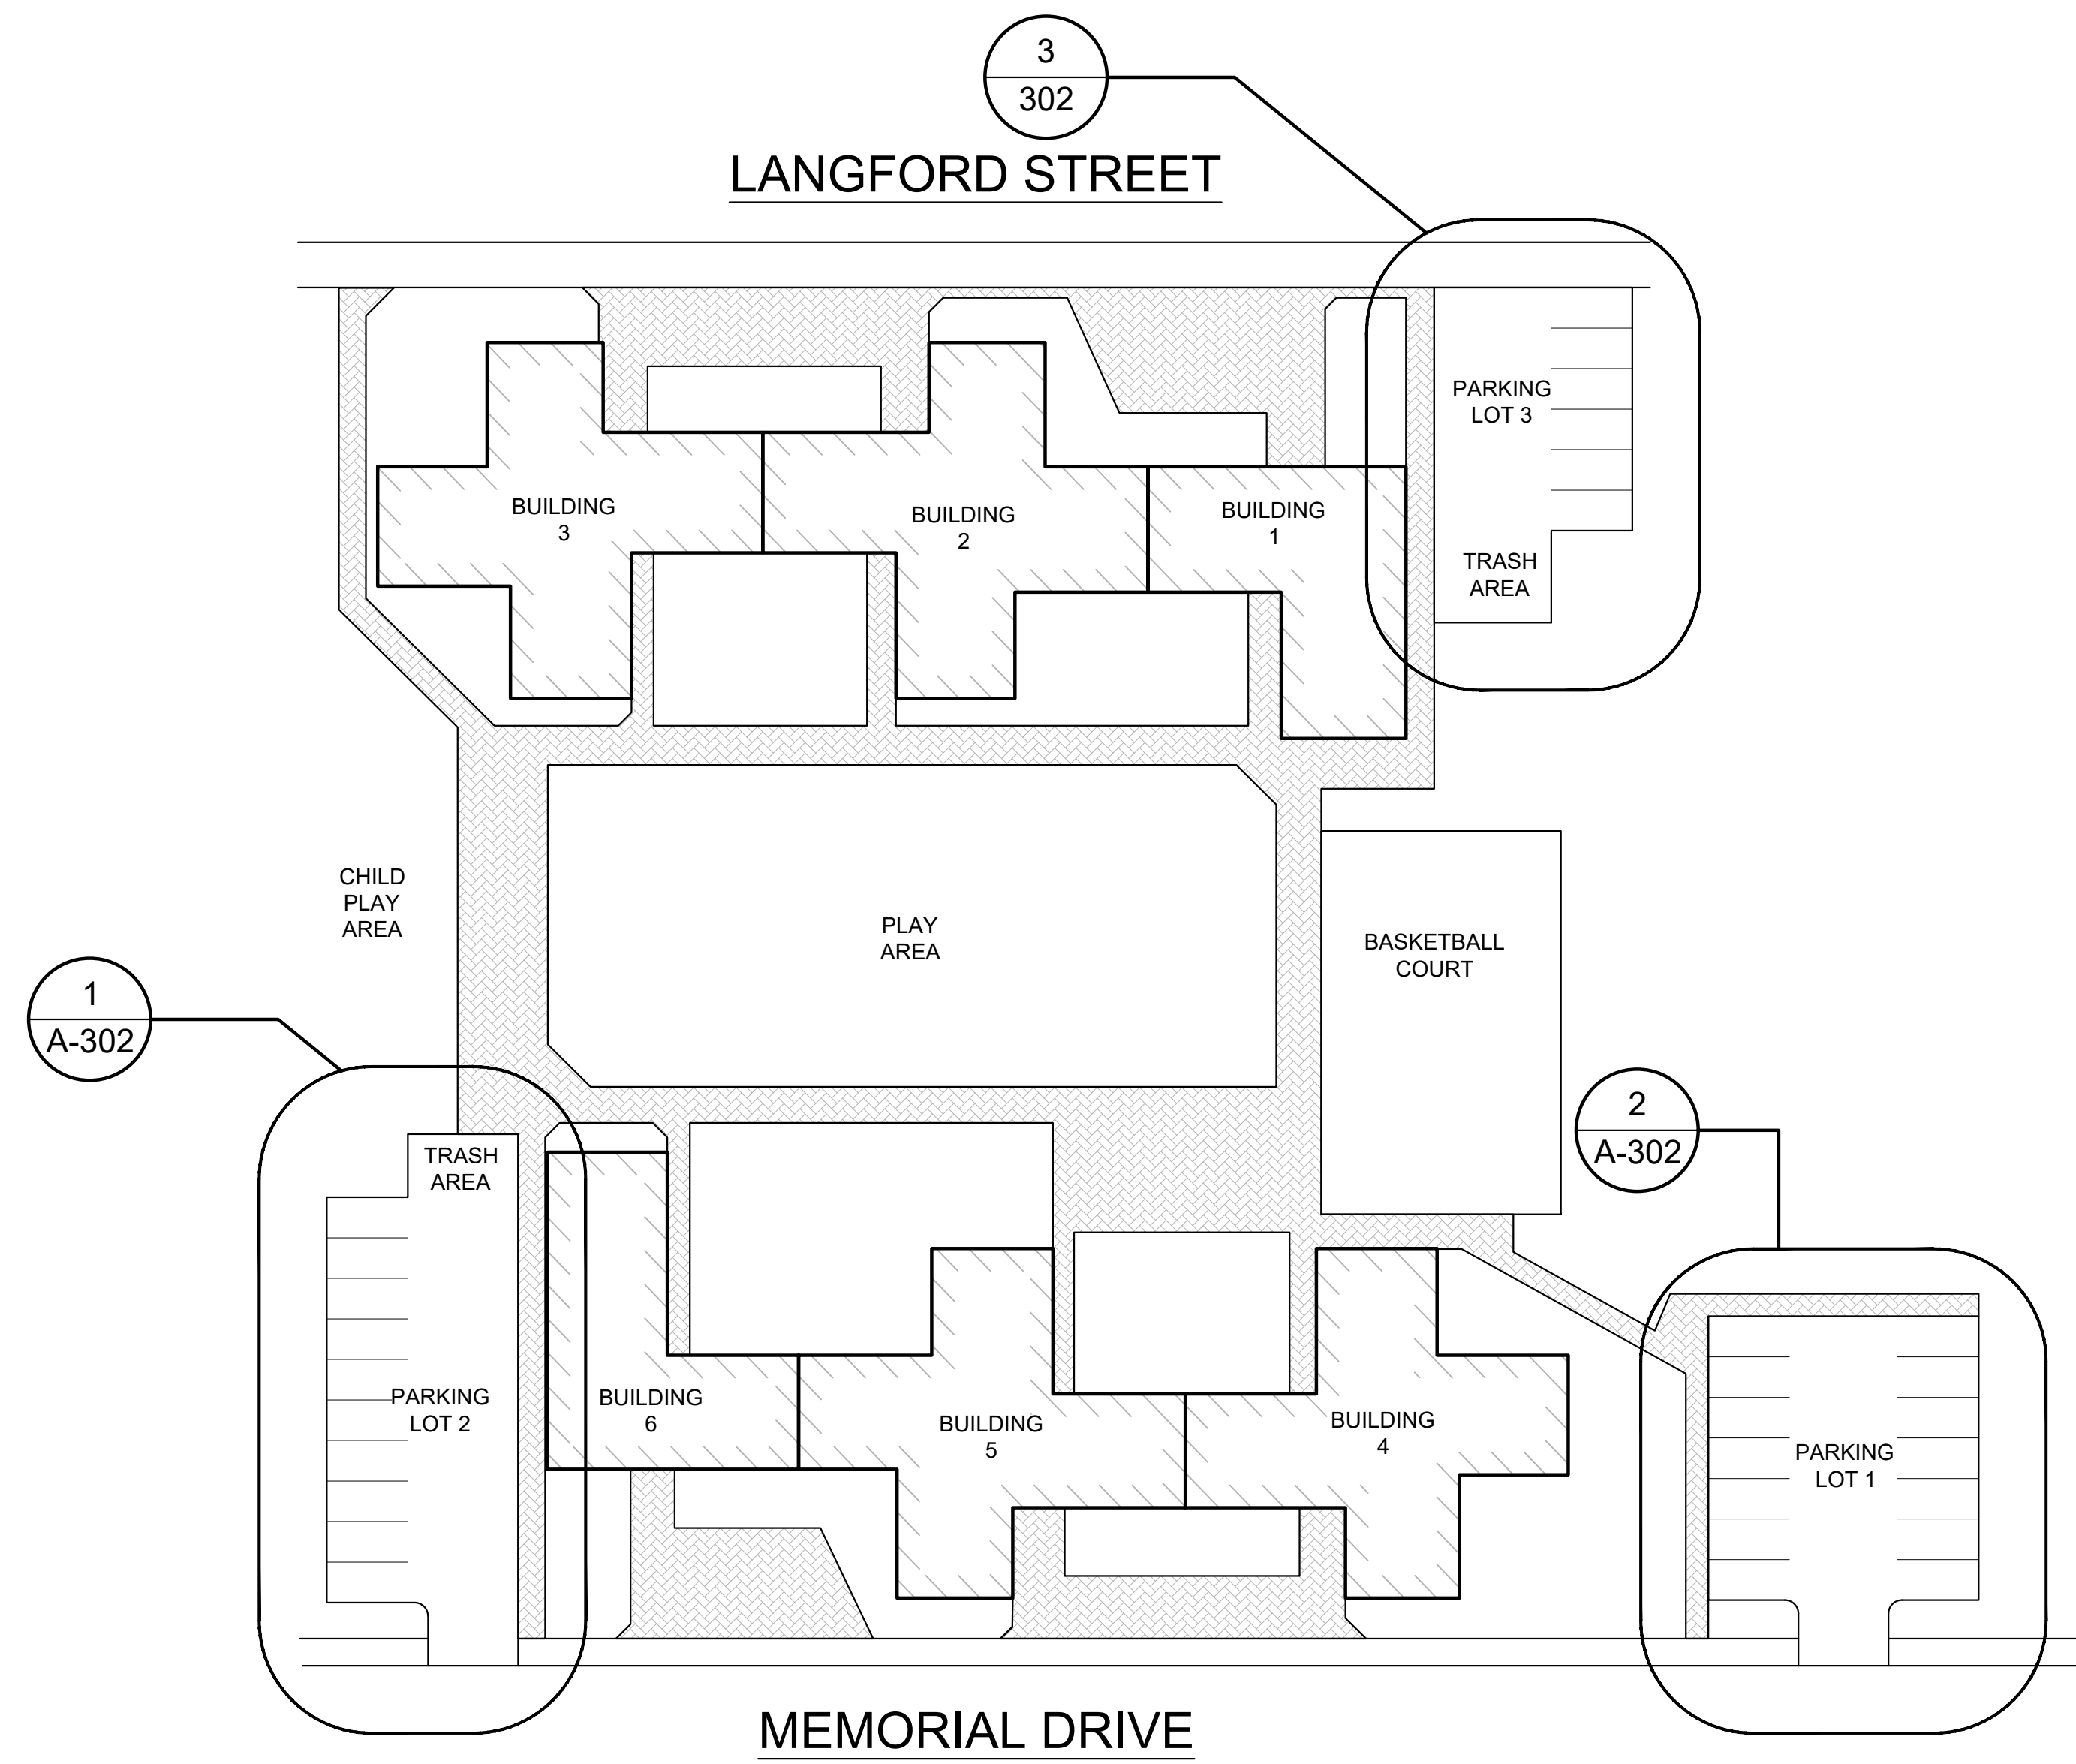 3
302
LANGFORD STREET
PARKING
LOT 3
BUILDING
3
BUILDING
2
BUILDING
1
TRASH
AREA
CHILD
PLAY
AREA
PLAY
AREA
BASKETBALL
COURT
1
A-302
2
A-302
TRASH
AREA
PARKING
LOT 2
BUILDING
6
BUILDING
5
BUILDING
4
PARKING
LOT 1
MEMORIAL DRIVE